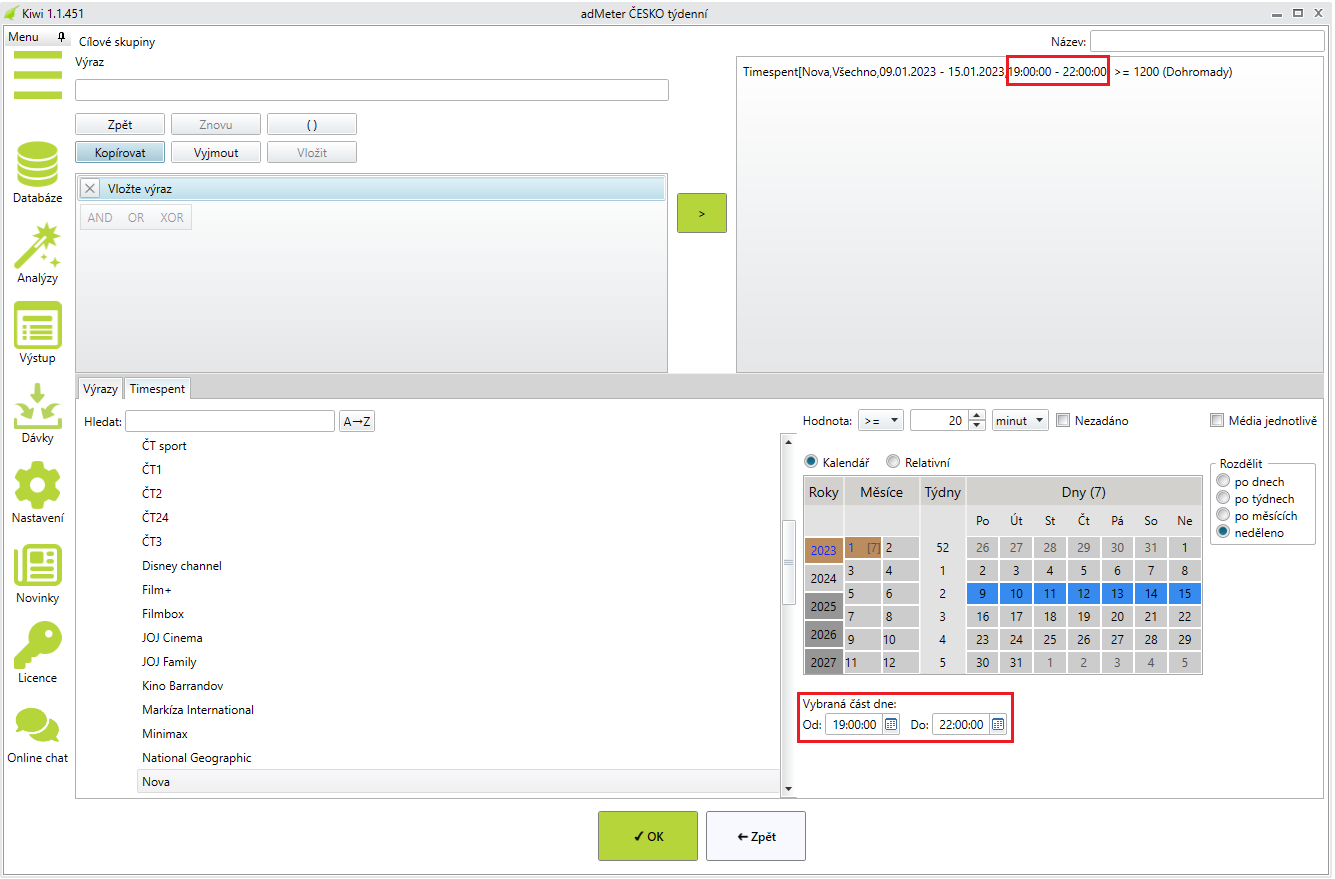 Kiwi 1.1.451
adMeter ČESKO týdenní
Menu
Cílové skupiny
Název:
Výraz
Timespent[Nova,Všechno,09.01.2023 - 15.01.2023,19:00:00 - 22:00:00] >= 1200 (Dohromady)
Zpět Znovu ( )
Kopírovat Vyjmout Vložit
Vložte výraz
AND OR XOR
>
Databáze
Analýzy
Výstup
Dávky
Nastavení
Novinky
Licence
Online chat
Výrazy Timespent
Hledat: A→Z
ČT sport
ČT1
ČT2
ČT24
ČT3
Disney channel
Film+
Filmbox
JOJ Cinema
JOJ Family
Kino Barrandov
Markíza International
Minimax
National Geographic
Nova
Hodnota: >= 20 minut Nezadáno Média jednotlivě
Kalendář Relativní
Rozdělit
po dnech
po týdnech
po měsících
neděleno
Roky Měsíce Týdny Dny (7)
Po Út St Čt Pá So Ne
2023 1 [7] 2 52 26 27 28 29 30 31 1
2024 3 4 1 2 3 4 5 6 7 8
2025 5 6 2 9 10 11 12 13 14 15
2026 7 8 3 16 17 18 19 20 21 22
2027 9 10 4 23 24 25 26 27 28 29
11 12 5 30 31 1 2 3 4 5
Vybraná část dne:
Od: 19:00:00 Do: 22:00:00
✓ OK
← Zpět